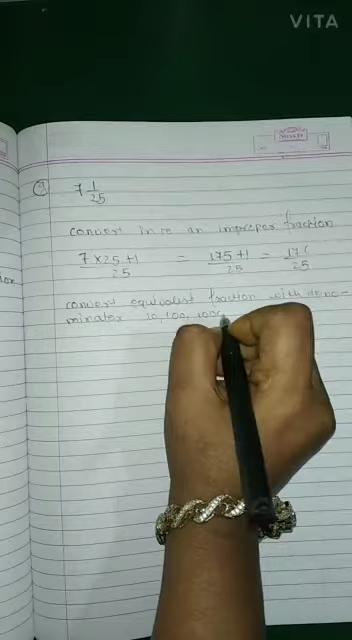 VITA
7 1/25
convert into an improper fraction
7×25+1/25 = 175+1/25 = 176/25
convert equivalest fraction with deno-
minator 10,100,1000